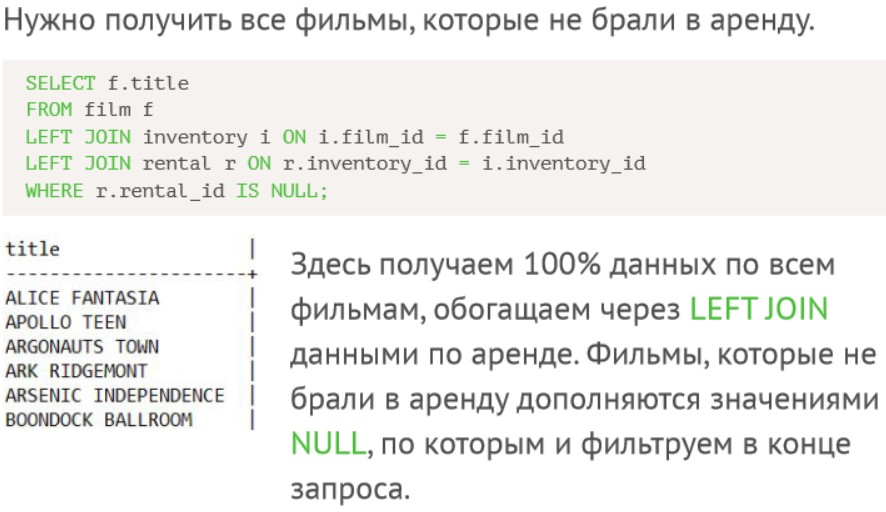 Нужно получить все фильмы, которые не брали в аренду.
SELECT f.title
FROM film f
LEFT JOIN inventory i ON i.film_id = f.film_id
LEFT JOIN rental r ON r.inventory_id = i.inventory_id
WHERE r.rental_id IS NULL;
title |
----------------------+
ALICE FANTASIA |
APOLLO TEEN |
ARGONAUTS TOWN |
ARK RIDGEMONT |
ARSENIC INDEPENDENCE |
BOONDOCK BALLROOM |
Здесь получаем 100% данных по всем
фильмам, обогащаем через LEFT JOIN
данными по аренде. Фильмы, которые не
брали в аренду дополняются значениями
NULL, по которым и фильтруем в конце
запроса.